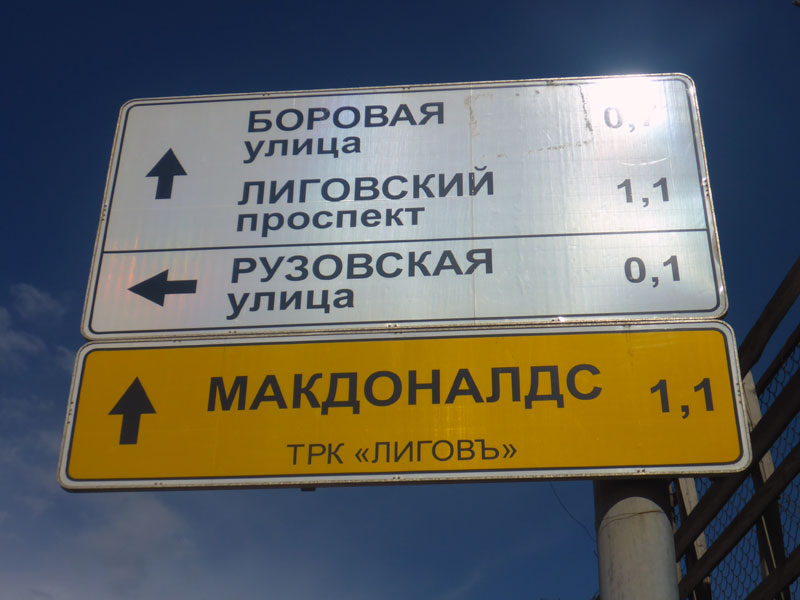 БОРОВАЯ
улица
ЛИГОВСКИЙ
проспект 1,1
РУЗОВСКАЯ 0,1
улица
МАКДОНАЛДС 1,1
ТРК «ЛИГОВЪ»